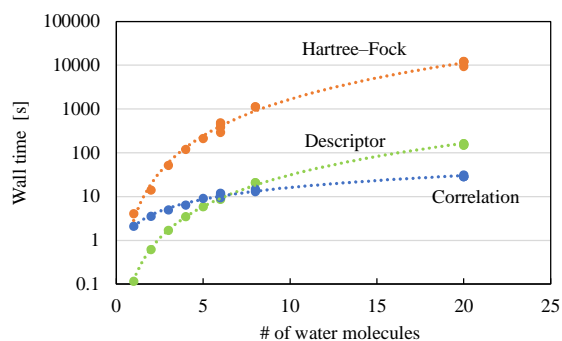 100000
10000
1000
100
10
1
0.1
Wall time [s]
Hartree–Fock
Descriptor
Correlation
0 5 10 15 20 25
# of water molecules